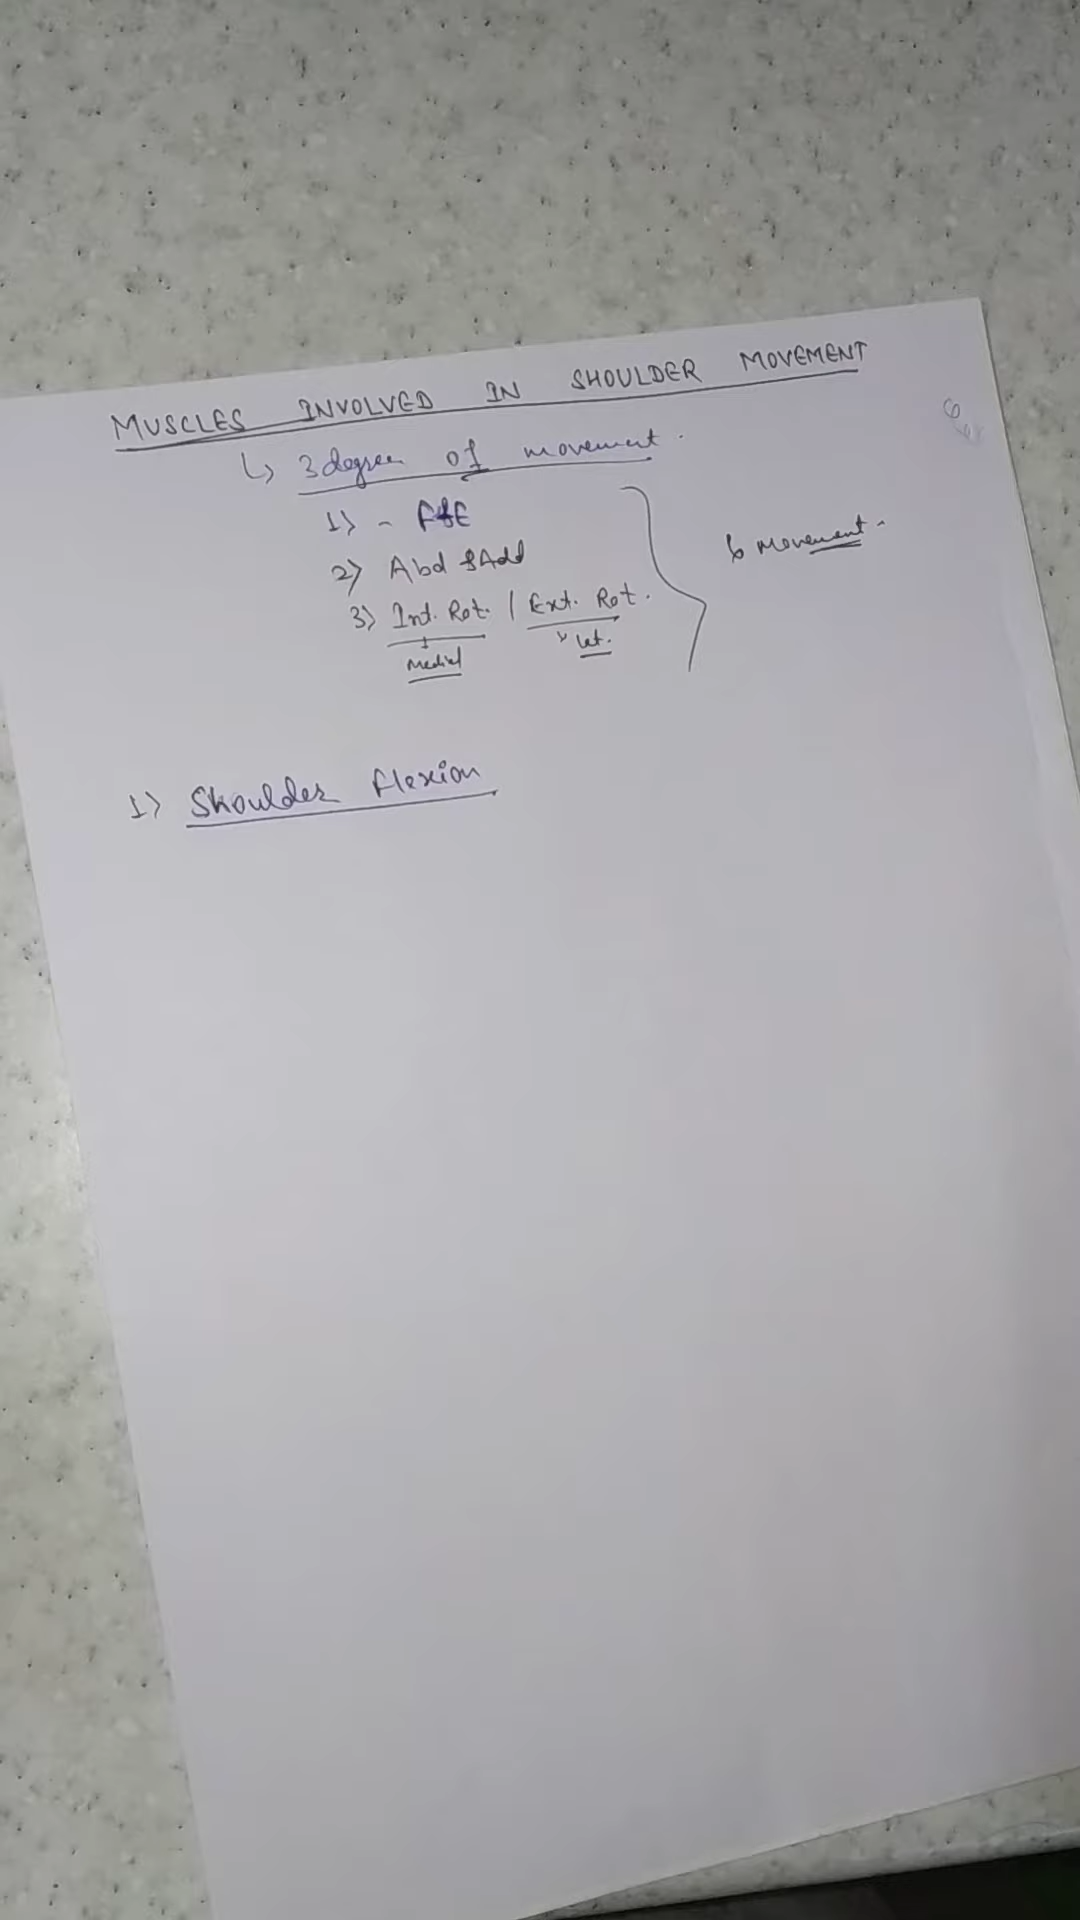 MUSCLES INVOLVED IN SHOULDER MOVEMENT
↳ 3 degree of movement.
1) - F&E
2) Abd & Add
3) Int. Rot. / Ext. Rot.
Medial Lat.
6 Movement.
1) Shoulder flexion